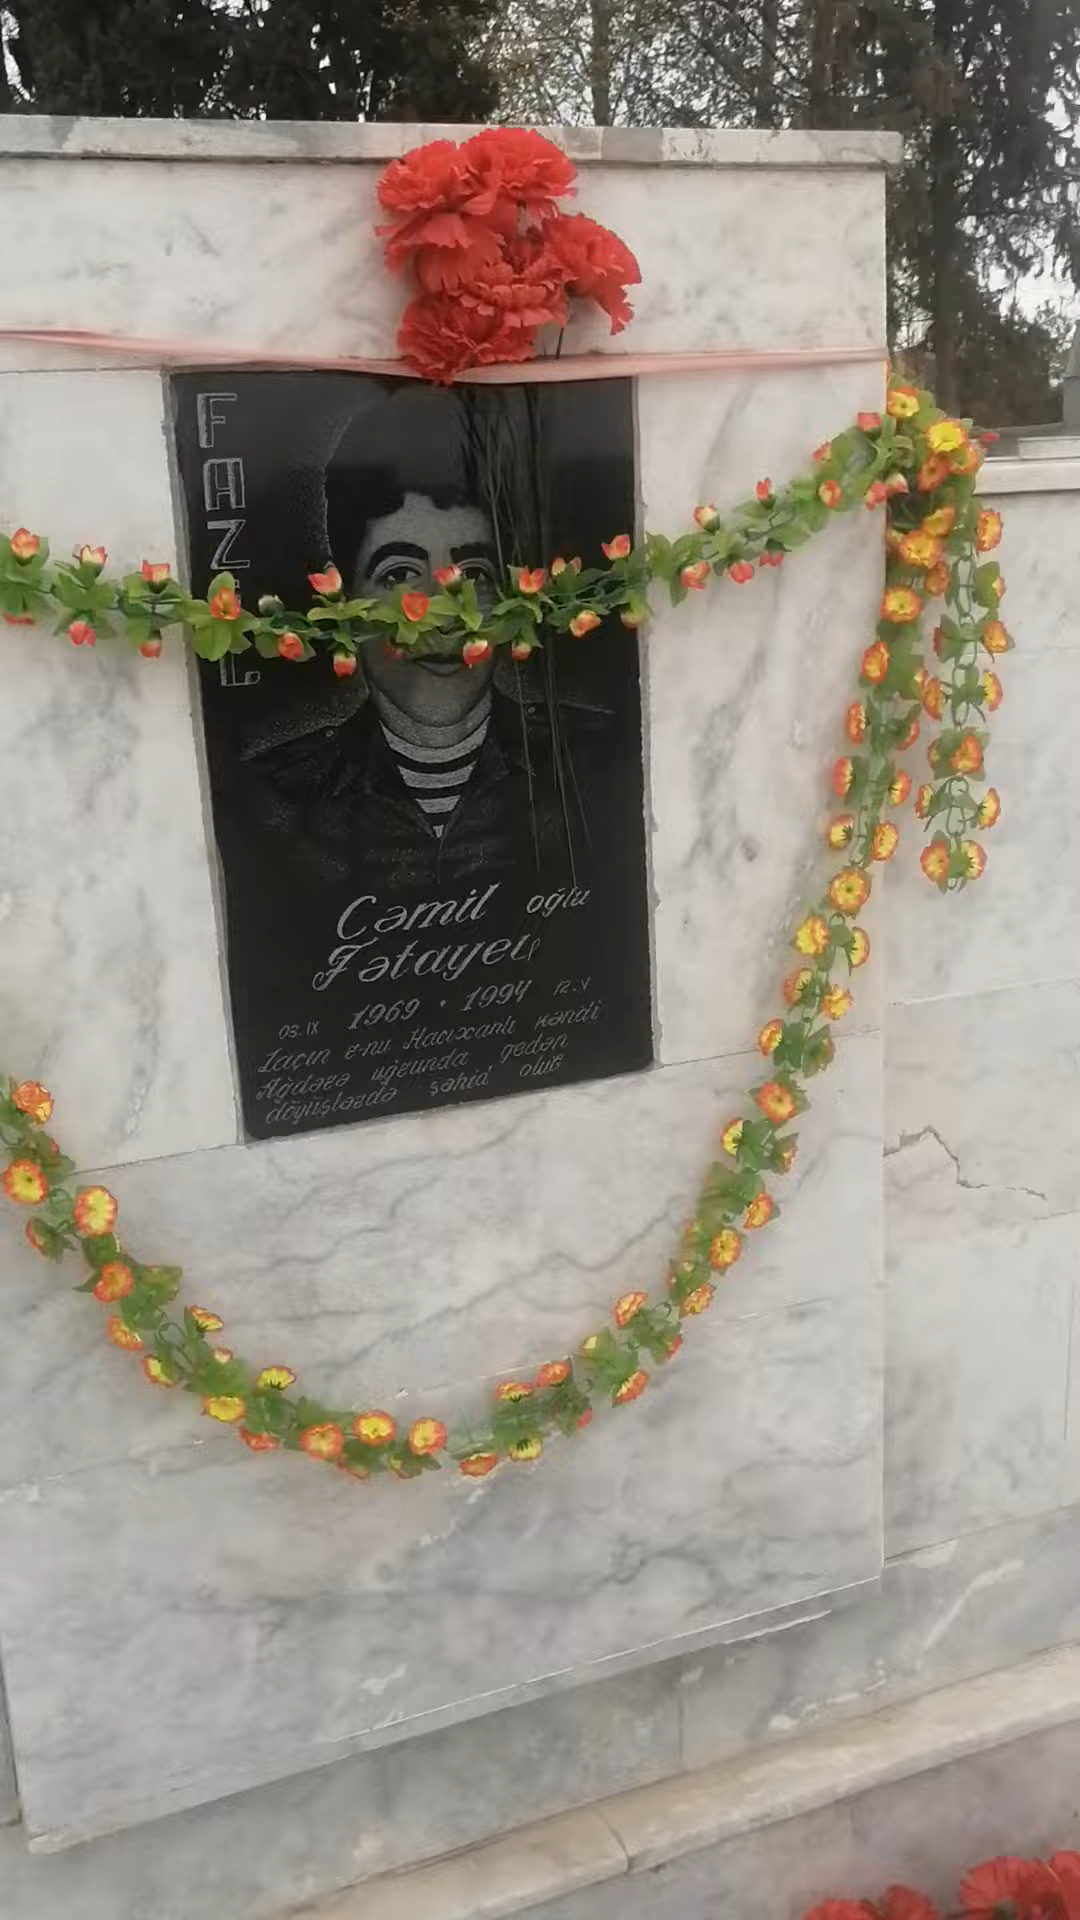 FAZİL
Cəmil oğlu
Fətayev
03.IX 1969 • 1994 12.V
Laçın r-nu Hacıxanlı kəndi
Ağdərə uğrunda gedən
döyüşlərdə şəhid olub